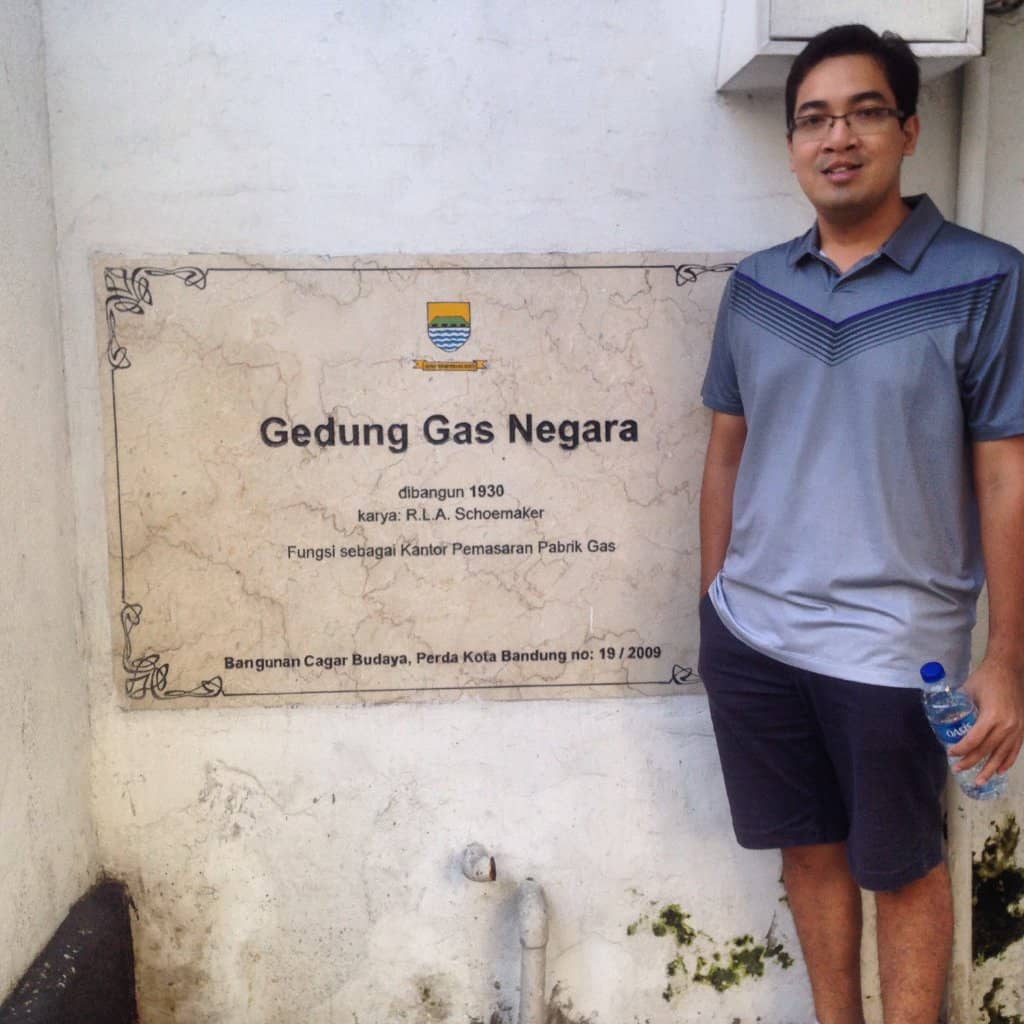 Gedung Gas Negara
dibangun 1930
karya: R.L.A. Schoemaker
Fungsi sebagai Kantor Pemasaran Pabrik Gas
Bangunan Cagar Budaya, Perda Kota Bandung no: 19 / 2009
OASIS